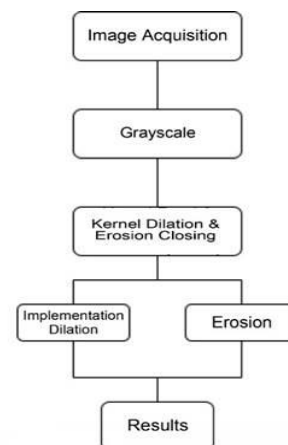 Image Acquisition
Grayscale
Kernel Dilation &
Erosion Closing
Implementation
Dilation
Erosion
Results